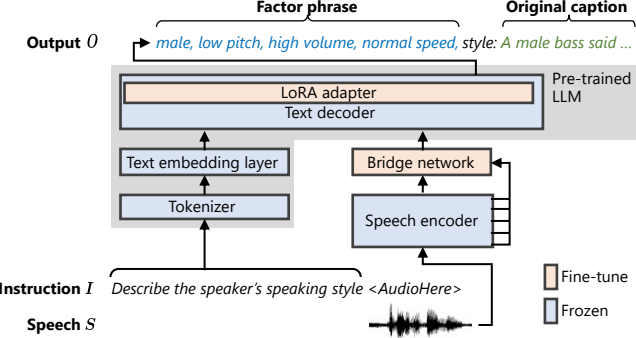 Factor phrase Original caption
Output O male, low pitch, high volume, normal speed, style: A male bass said ...
LoRA adapter
Text decoder
Pre-trained
LLM
Text embedding layer
Bridge network
Tokenizer
Speech encoder
Fine-tune
Frozen
Instruction I Describe the speaker's speaking style <AudioHere>
Speech S